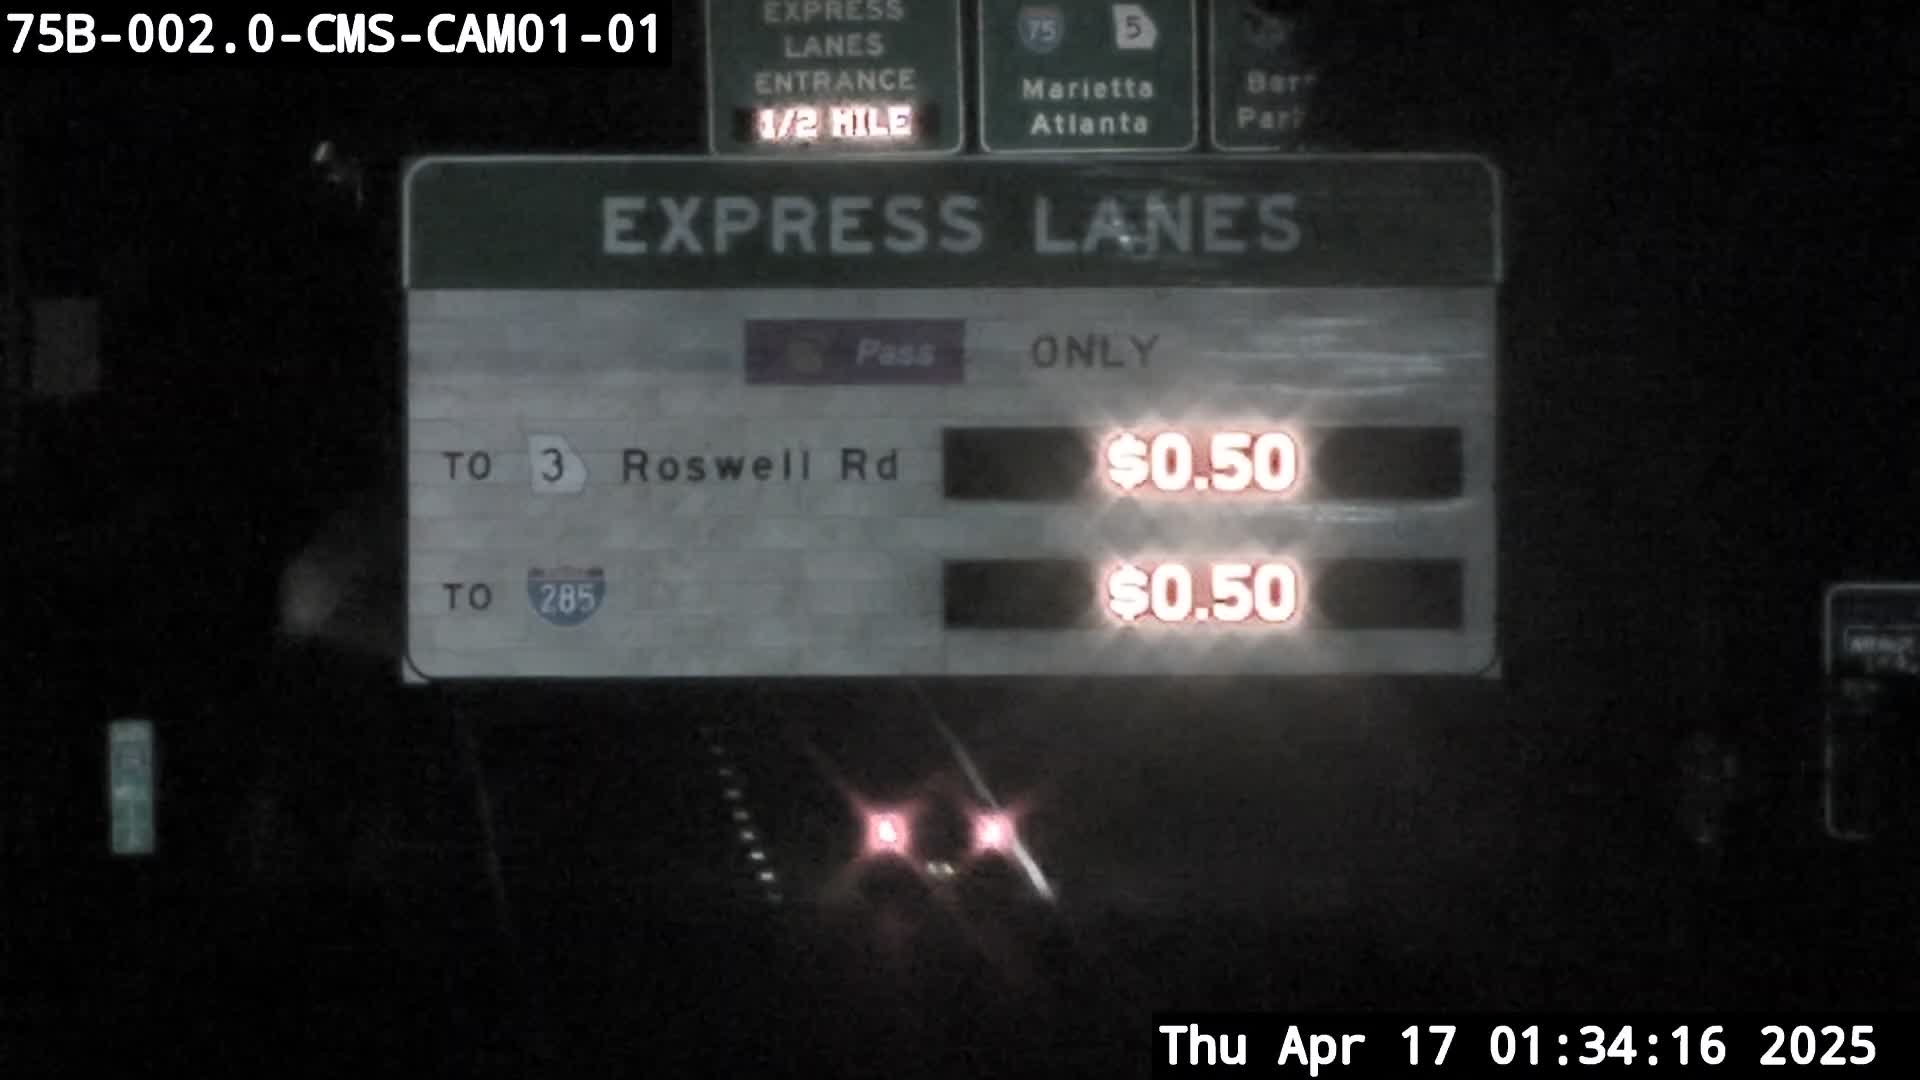 75B-002.0-CMS-CAM01-01
EXPRESS
LANES
ENTRANCE
1/2 MILE
75 5
Marietta
Atlanta
EXPRESS LANES
Pass ONLY
TO 3 Roswell Rd $0.50
TO 285 $0.50
Thu Apr 17 01:34:16 2025